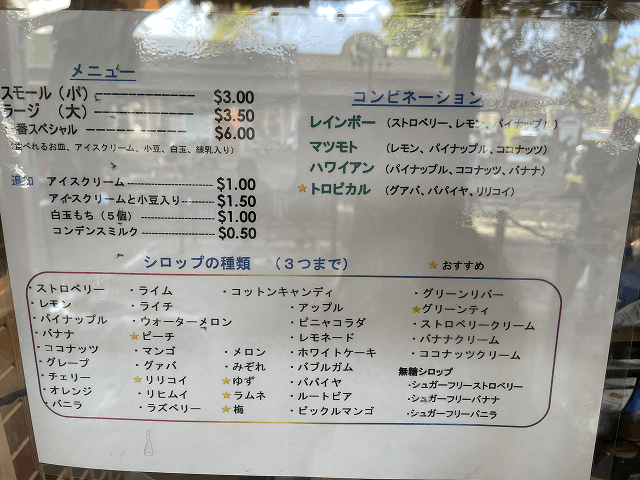 メニュー
スモール（小） $3.00
ラージ （大） $3.50
番スペシャル $6.00
（食べれるお皿、アイスクリーム、小豆、白玉、練乳入り）
追加 アイスクリーム $1.00
アイスクリームと小豆入り $1.50
白玉もち（５個） $1.00
コンデンスミルク $0.50
コンビネーション
レインボー （ストロベリー、レモン、パイナップル）
マツモト （レモン、パイナップル、ココナッツ）
ハワイアン （パイナップル、ココナッツ、バナナ）
★トロピカル （グアバ、パパイヤ、リリコイ）
シロップの種類 （３つまで）
★おすすめ
・ストロベリー
・レモン
・パイナップル
・バナナ
・ココナッツ
・グレープ
・チェリー
・オレンジ
・バニラ
・ライム
・ライチ
・ウォーターメロン
★ピーチ
・マンゴ
・グァバ
★リリコイ
・リヒムイ
・ラズベリー
・コットンキャンディ
・メロン
・みぞれ
★ゆず
★ラムネ
★梅
・アップル
・ピニャコラダ
・レモネード
・ホワイトケーキ
・バブルガム
・パパイヤ
・ルートビア
・ピックルマンゴ
・グリーンリバー
★グリーンティ
・ストロベリークリーム
・バナナクリーム
・ココナッツクリーム
無糖シロップ
・シュガーフリーストロベリー
・シュガーフリーバナナ
・シュガーフリーバニラ